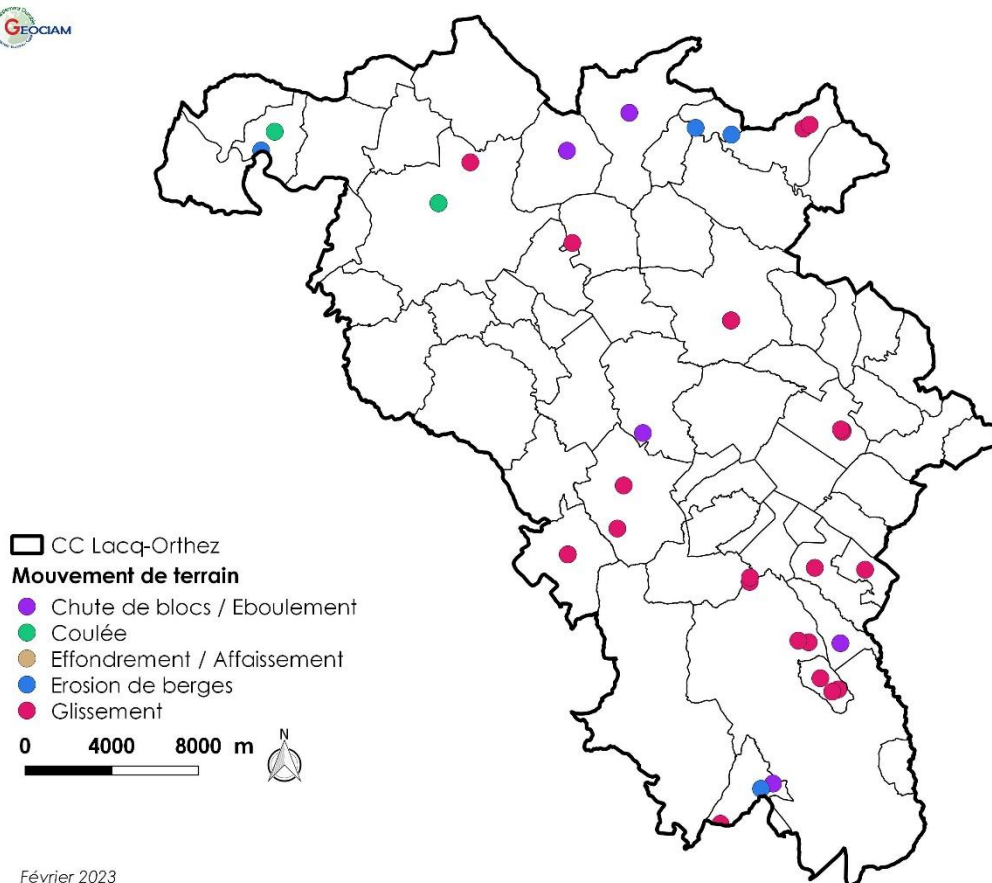 GEOCIAM
CC Lacq-Orthez
Mouvement de terrain
Chute de blocs / Eboulement
Coulée
Effondrement / Affaissement
Erosion de berges
Glissement
0 4000 8000 m
N
Février 2023